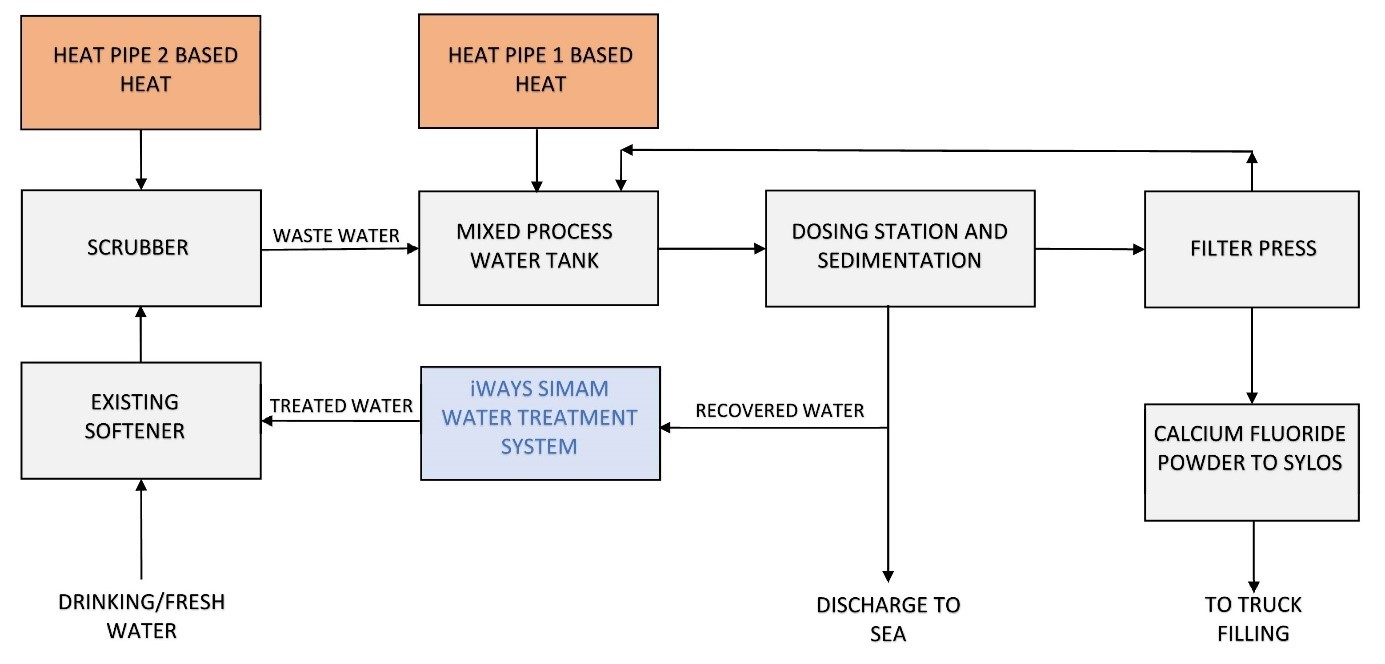 HEAT PIPE 2 BASED
HEAT
HEAT PIPE 1 BASED
HEAT
SCRUBBER
WASTE WATER
MIXED PROCESS
WATER TANK
DOSING STATION AND
SEDIMENTATION
FILTER PRESS
EXISTING
SOFTENER
TREATED WATER
iWAYS SIMAM
WATER TREATMENT
SYSTEM
RECOVERED WATER
CALCIUM FLUORIDE
POWDER TO SYLOS
DRINKING/FRESH
WATER
DISCHARGE TO
SEA
TO TRUCK
FILLING